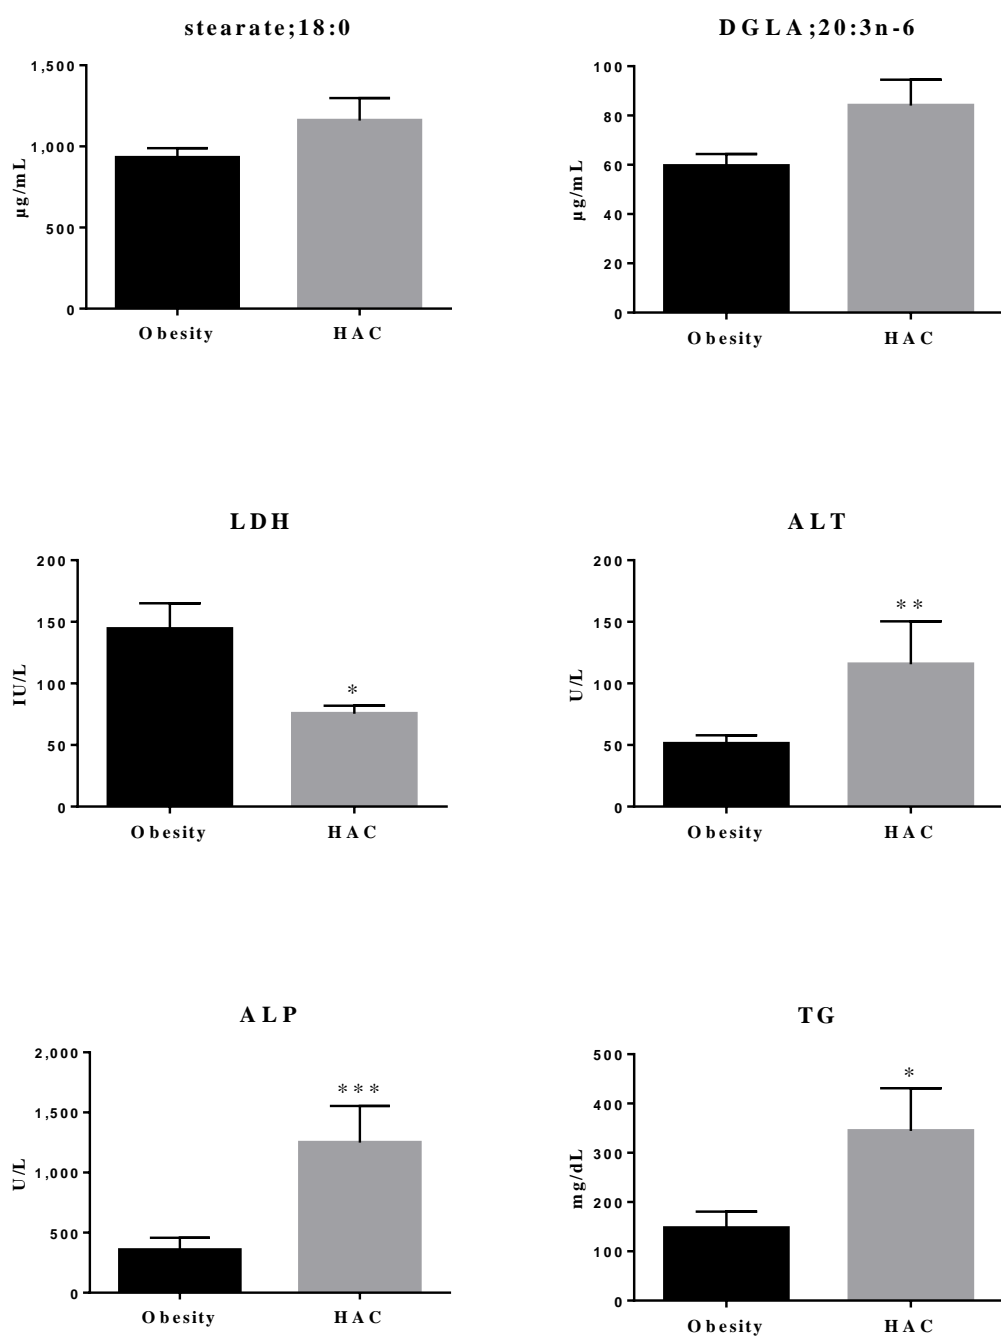 stearate;18:0
1,500
1,000
500
0
µg/mL
Obesity
HAC
DGLA;20:3n-6
100
80
60
40
20
0
µg/mL
Obesity
HAC
LDH
200
150
100
50
0
IU/L
*
Obesity
HAC
ALT
200
150
100
50
0
U/L
**
Obesity
HAC
ALP
2,000
1,500
1,000
500
0
U/L
***
Obesity
HAC
TG
500
400
300
200
100
0
mg/dL
*
Obesity
HAC